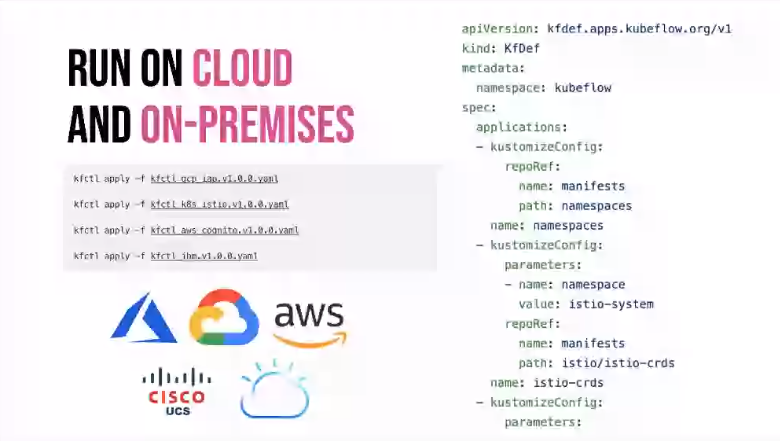 RUN ON CLOUD
AND ON-PREMISES
kfctl apply -f kfctl_gcp_iap.v1.0.0.yaml
kfctl apply -f kfctl_k8s_istio.v1.0.0.yaml
kfctl apply -f kfctl_aws_cognito.v1.0.0.yaml
kfctl apply -f kfctl_ibm.v1.0.0.yaml
aws
CISCO
UCS
apiVersion: kfdef.apps.kubeflow.org/v1
kind: KfDef
metadata:
  namespace: kubeflow
spec:
  applications:
  - kustomizeConfig:
      repoRef:
        name: manifests
        path: namespaces
    name: namespaces
  - kustomizeConfig:
      parameters:
      - name: namespace
        value: istio-system
      repoRef:
        name: manifests
        path: istio/istio-crds
    name: istio-crds
  - kustomizeConfig:
      parameters: